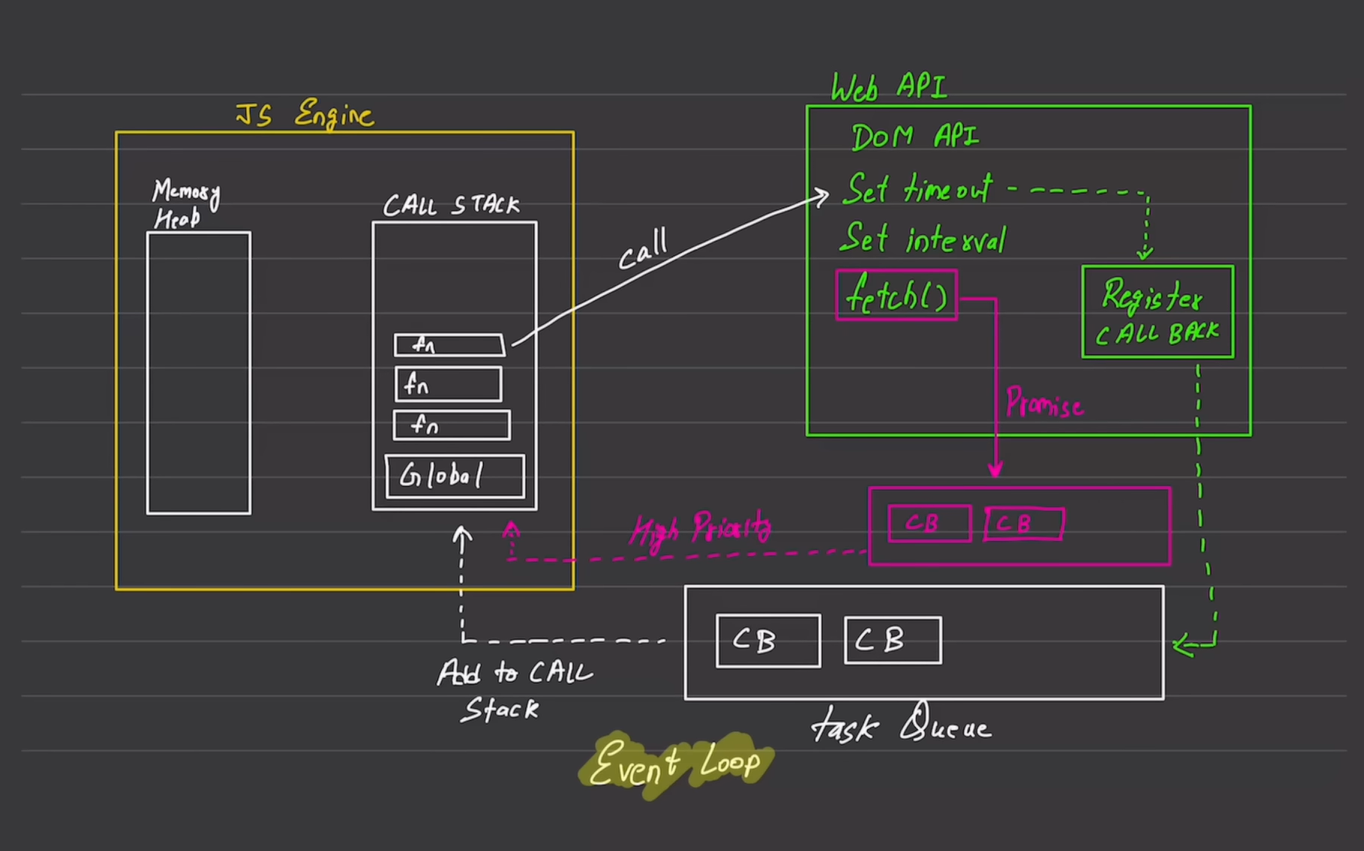 JS Engine
Memory
Heap
CALL STACK
fn
fn
fn
Global
call
Web API
DOM API
Set timeout
Set interval
fetch()
Register
CALL BACK
Promise
High Priority
CB CB
CB CB
Add to CALL
Stack
task Queue
Event Loop